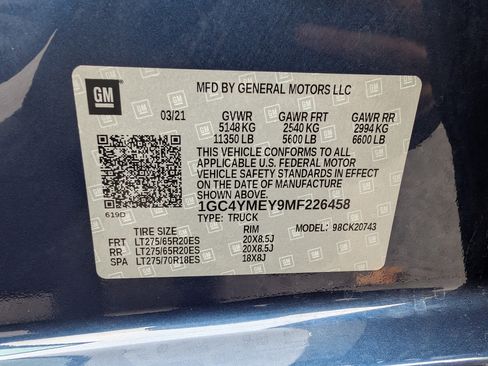 GM
MFD BY GENERAL MOTORS LLC
03/21 GVWR GAWR FRT GAWR RR
5148 KG 2540 KG 2994 KG
11350 LB 5600 LB 6600 LB
THIS VEHICLE CONFORMS TO ALL
APPLICABLE U.S. FEDERAL MOTOR
VEHICLE SAFETY STANDARDS IN EFFECT
ON THE DATE OF MANUFACTURE
SHOWN ABOVE.
619D
1GC4YMEY9MF226458
TYPE: TRUCK MODEL: 98CK20743
TIRE SIZE RIM
FRT LT275/65R20ES 20X8.5J
RR- LT275/65R20ES 20X8.5J
SPA LT275/70R18ES 18X8J